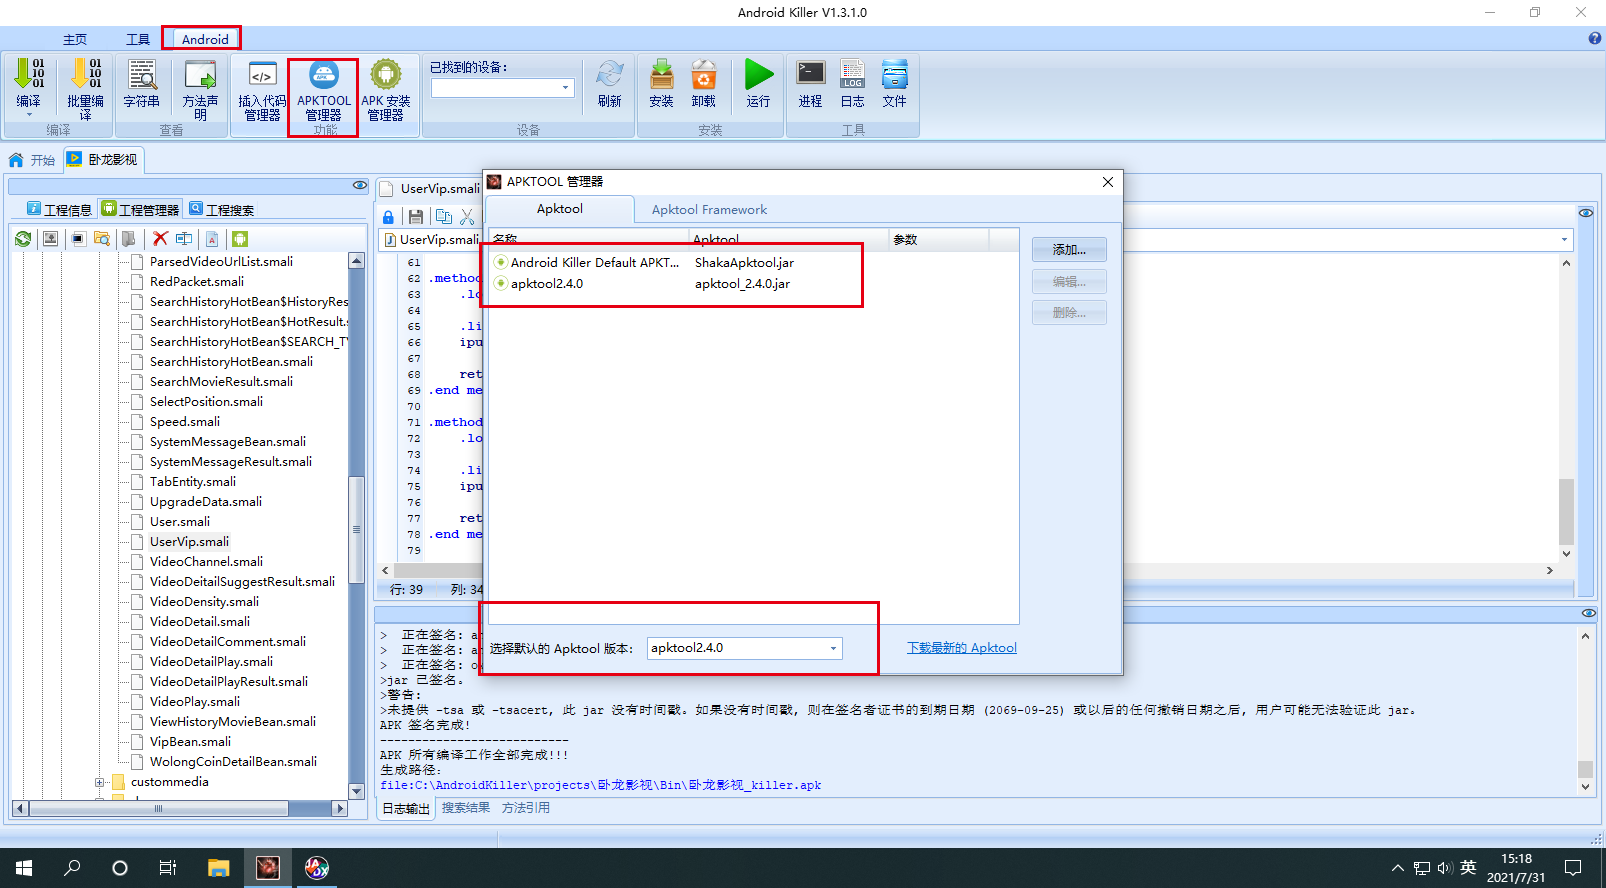 Android Killer V1.3.1.0
主页 工具 Android
编译 批量编译 字符串 方法声明 插入代码管理器 APKTOOL 管理器 APK 安装管理器 已找到的设备: 刷新 安装 卸载 运行 进程 日志 文件
编译 查看 功能 设备 安装 工具
开始 卧龙影视
工程信息 工程管理器 工程搜索
ParsedVideoUrlList.smali
RedPacket.smali
SearchHistoryHotBean$HistoryRes
SearchHistoryHotBean$HotResult.s
SearchHistoryHotBean$SEARCH_TY
SearchHistoryHotBean.smali
SearchMovieResult.smali
SelectPosition.smali
Speed.smali
SystemMessageBean.smali
SystemMessageResult.smali
TabEntity.smali
UpgradeData.smali
User.smali
UserVip.smali
VideoChannel.smali
VideoDeitailSuggestResult.smali
VideoDensity.smali
VideoDetail.smali
VideoDetailComment.smali
VideoDetailPlay.smali
VideoDetailPlayResult.smali
VideoPlay.smali
ViewHistoryMovieBean.smali
VipBean.smali
WolongCoinDetailBean.smali
custommedia
UserVip.smali
UserVip.smali
61
62 .method
63 .lo
64
65 .li
66 ipu
67
68 ret
69 .end me
70
71 .method
72 .lo
73
74 .li
75 ipu
76
77 ret
78 .end me
79
行: 39 列: 34
APKTOOL 管理器
Apktool Apktool Framework
名称 Apktool 参数
Android Killer Default APKT... ShakaApktool.jar
apktool2.4.0 apktool_2.4.0.jar
添加...
编辑...
删除...
选择默认的 Apktool 版本: apktool2.4.0 下载最新的 Apktool
> 正在签名: a
> 正在签名: a
> 正在签名: o
>jar 已签名。
>警告:
>未提供 -tsa 或 -tsacert, 此 jar 没有时间戳。如果没有时间戳, 则在签名者证书的到期日期 (2069-09-25) 或以后的任何撤销日期之后, 用户可能无法验证此 jar。
APK 签名完成!
---------------------------
APK 所有编译工作全部完成!!!
生成路径:
file:C:\AndroidKiller\projects\卧龙影视\Bin\卧龙影视_killer.apk
日志输出 搜索结果 方法引用
英 15:18
2021/7/31